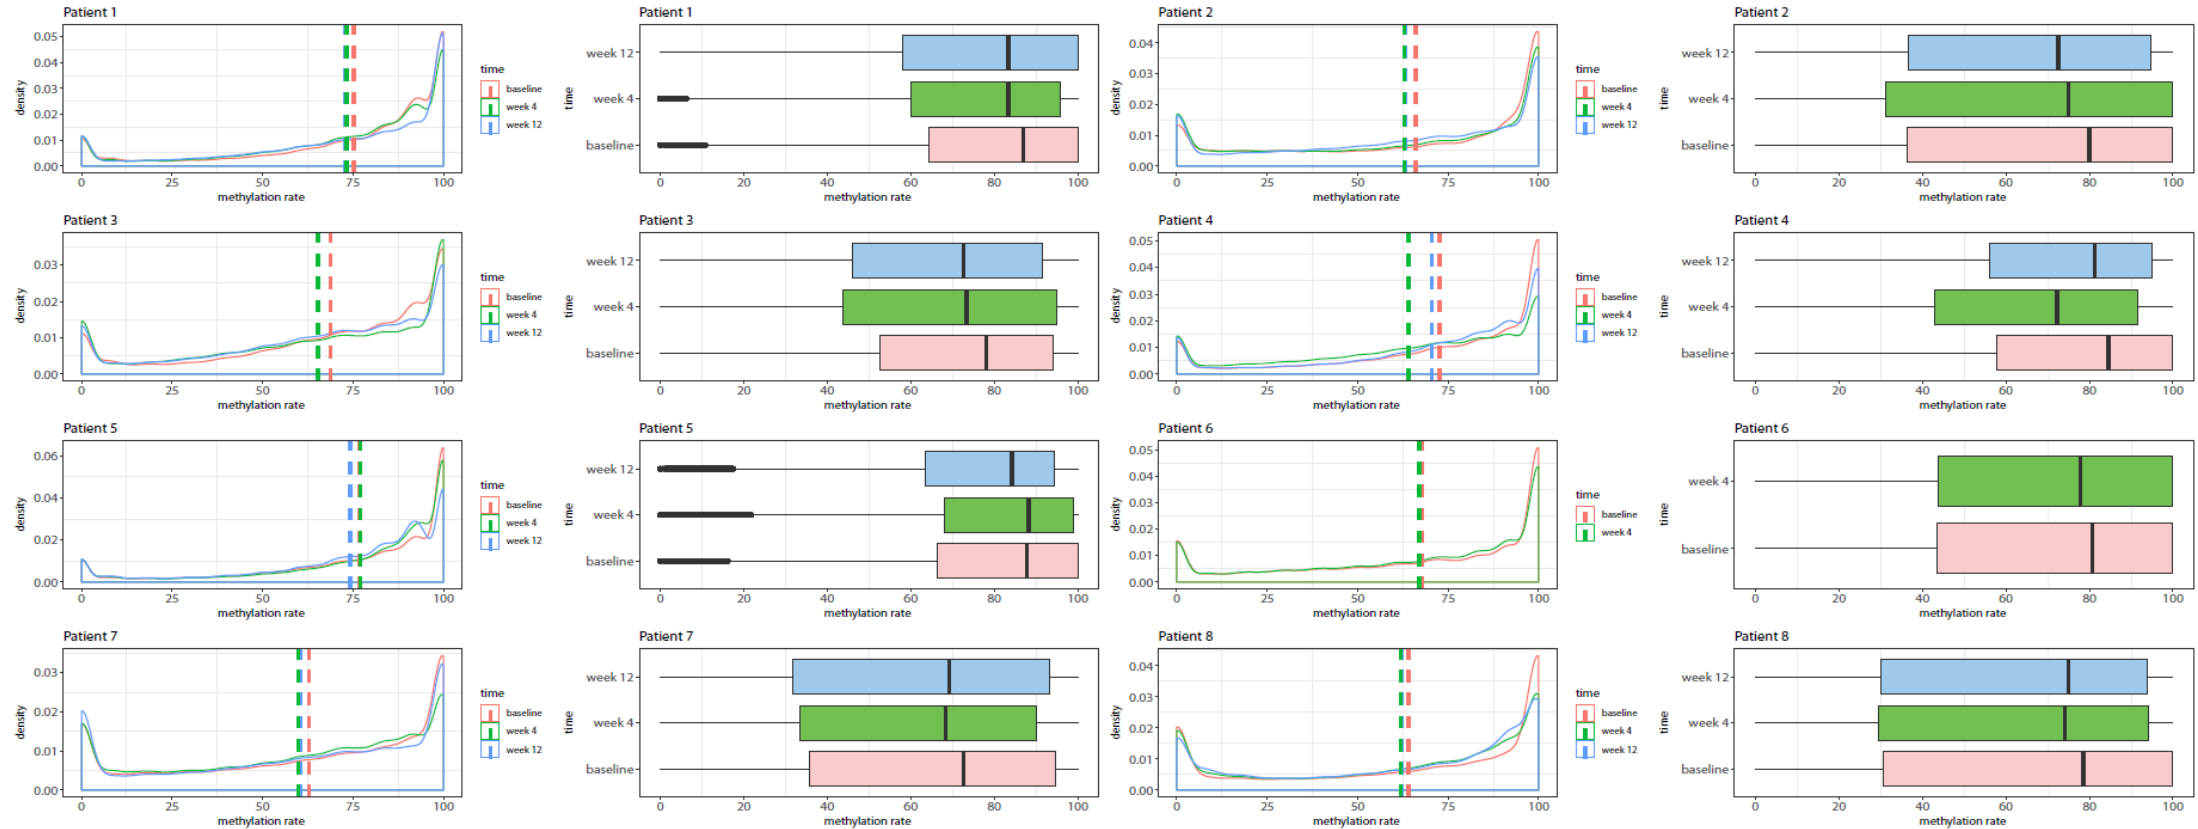 Patient 1
density
0.05
0.04
0.03
0.02
0.01
0.00
0 25 50 75 100
methylation rate
time
baseline
week 4
week 12
Patient 1
time
week 12
week 4
baseline
0 20 40 60 80 100
methylation rate
Patient 2
density
0.04
0.03
0.02
0.01
0.00
0 25 50 75 100
methylation rate
time
baseline
week 4
week 12
Patient 2
time
week 12
week 4
baseline
0 20 40 60 80 100
methylation rate
Patient 3
density
0.03
0.02
0.01
0.00
0 25 50 75 100
methylation rate
time
baseline
week 4
week 12
Patient 3
time
week 12
week 4
baseline
0 20 40 60 80 100
methylation rate
Patient 4
density
0.05
0.04
0.03
0.02
0.01
0.00
0 25 50 75 100
methylation rate
time
baseline
week 4
week 12
Patient 4
time
week 12
week 4
baseline
0 20 40 60 80 100
methylation rate
Patient 5
density
0.06
0.04
0.02
0.00
0 25 50 75 100
methylation rate
time
baseline
week 4
week 12
Patient 5
time
week 12
week 4
baseline
0 20 40 60 80 100
methylation rate
Patient 6
density
0.05
0.04
0.03
0.02
0.01
0.00
0 25 50 75 100
methylation rate
time
baseline
week 4
Patient 6
time
week 4
baseline
0 20 40 60 80 100
methylation rate
Patient 7
density
0.03
0.02
0.01
0.00
0 25 50 75 100
methylation rate
time
baseline
week 4
week 12
Patient 7
time
week 12
week 4
baseline
0 20 40 60 80 100
methylation rate
Patient 8
density
0.04
0.03
0.02
0.01
0.00
0 25 50 75 100
methylation rate
time
baseline
week 4
week 12
Patient 8
time
week 12
week 4
baseline
0 20 40 60 80 100
methylation rate